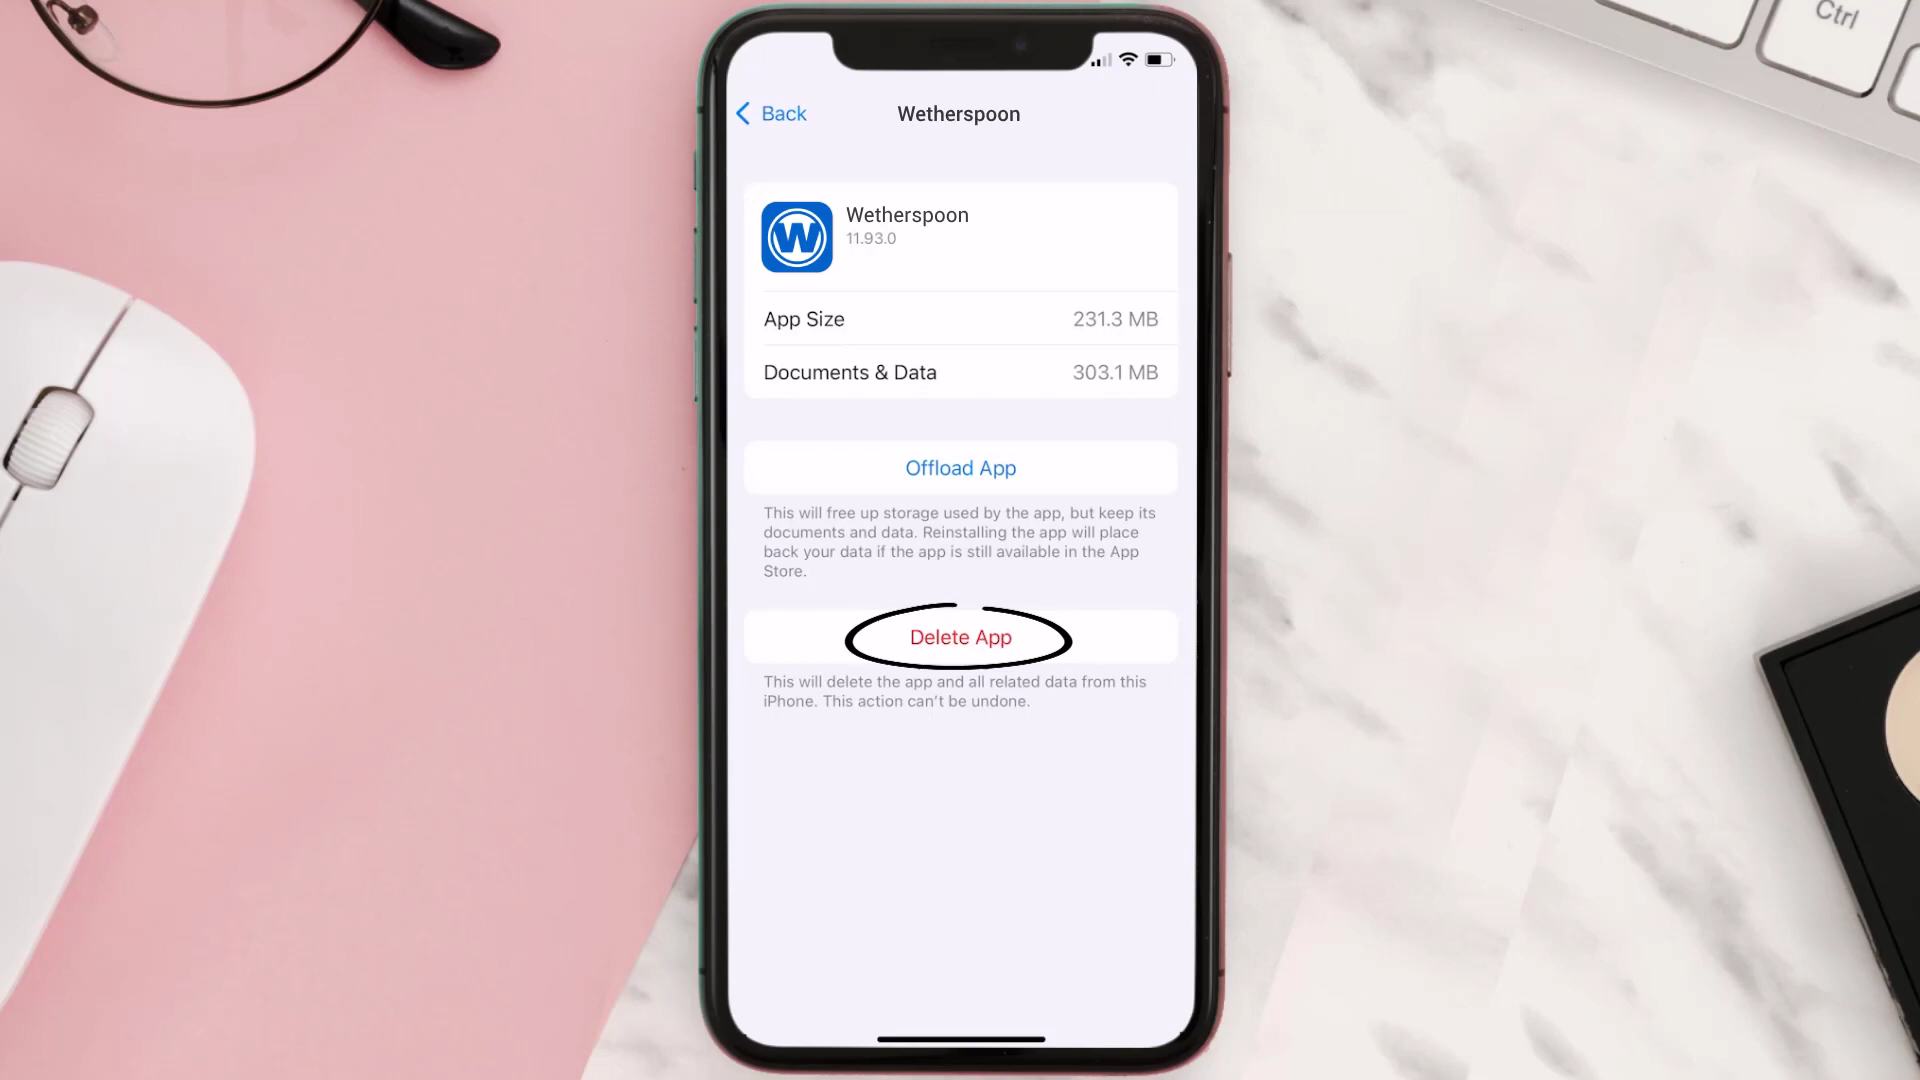 Ctrl
Back
Wetherspoon
W
Wetherspoon
11.93.0
App Size 231.3 MB
Documents & Data 303.1 MB
Offload App
This will free up storage used by the app, but keep its
documents and data. Reinstalling the app will place
back your data if the app is still available in the App
Store.
Delete App
This will delete the app and all related data from this
iPhone. This action can't be undone.